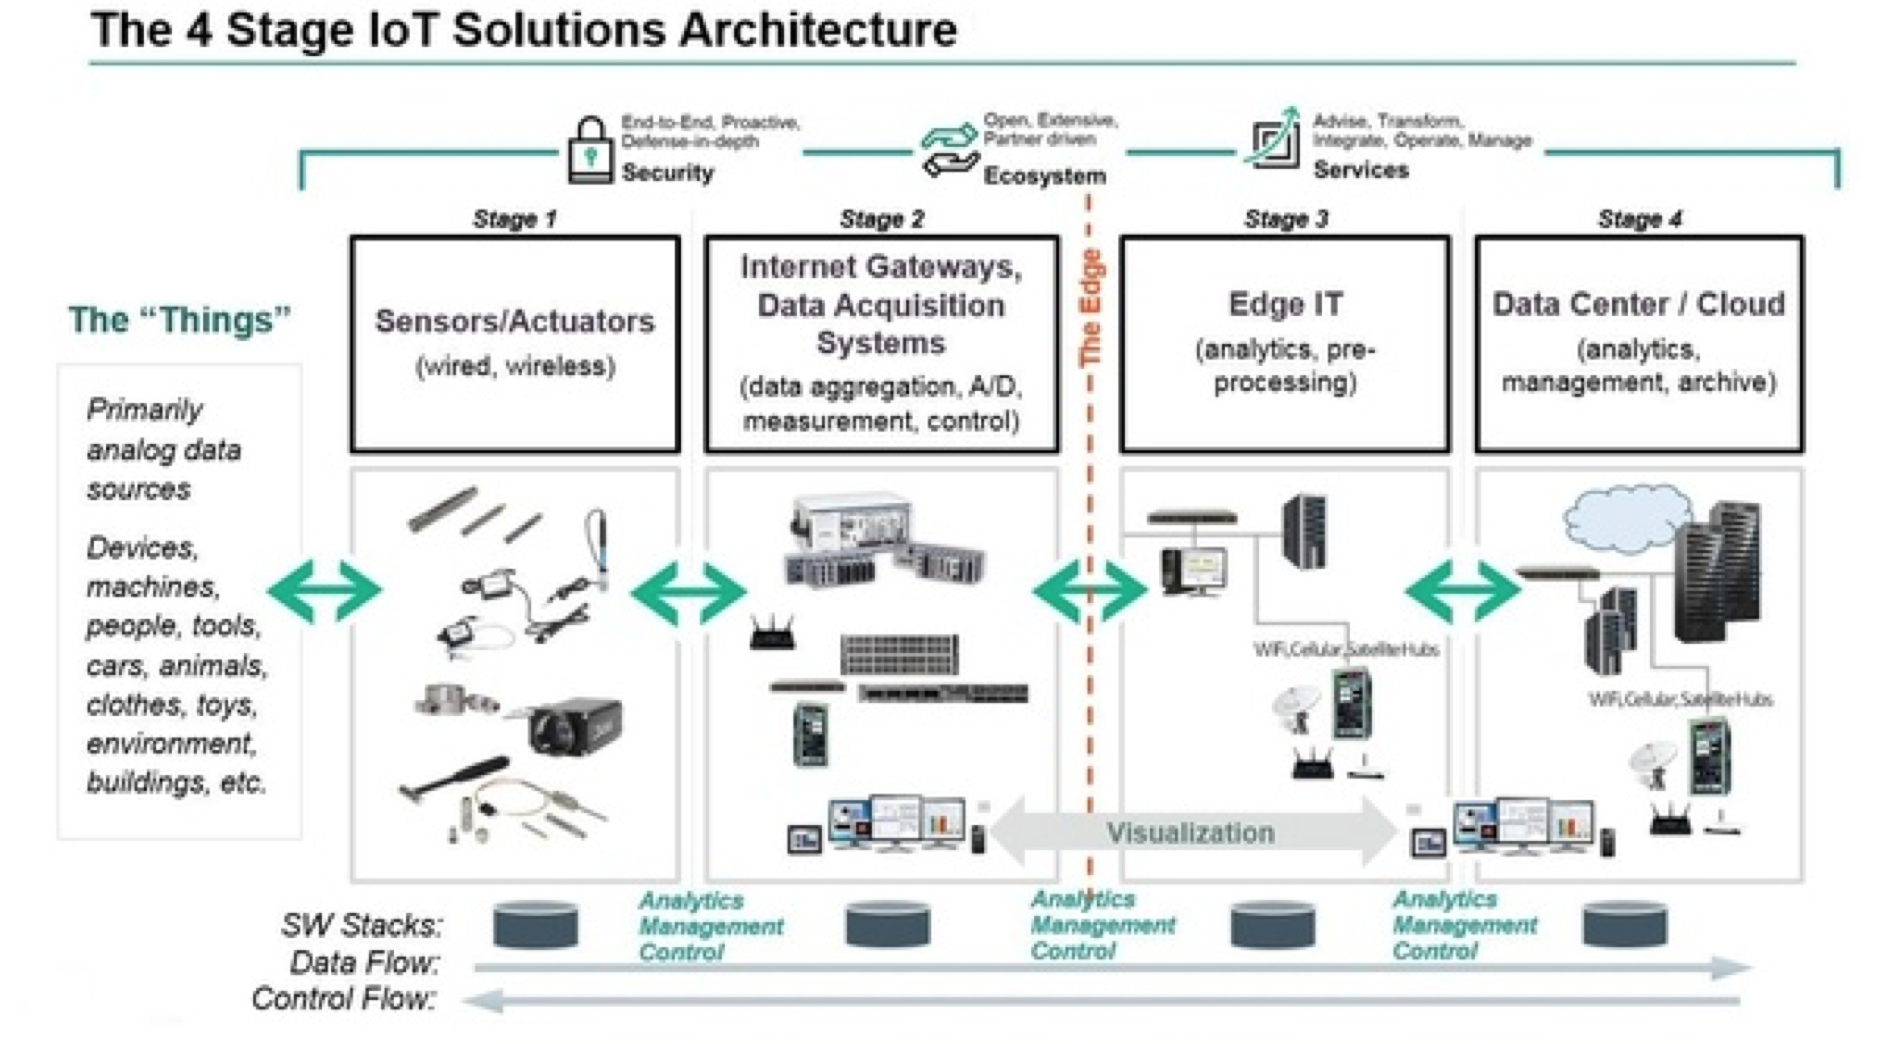 The 4 Stage IoT Solutions Architecture
End-to-End, Proactive,
Defense-in-depth
Security
Open, Extensive,
Partner driven
Ecosystem
Advise, Transform,
Integrate, Operate, Manage
Services
The "Things"
Primarily
analog data
sources
Devices,
machines,
people, tools,
cars, animals,
clothes, toys,
environment,
buildings, etc.
Stage 1
Sensors/Actuators
(wired, wireless)
Stage 2
Internet Gateways,
Data Acquisition
Systems
(data aggregation, A/D,
measurement, control)
The Edge
Stage 3
Edge IT
(analytics, pre-
processing)
WiFi,Cellular,SatelliteHubs
Stage 4
Data Center / Cloud
(analytics,
management, archive)
WiFi,Cellular,SatelliteHubs
Visualization
SW Stacks:
Analytics
Management
Control
Analytics
Management
Control
Analytics
Management
Control
Data Flow:
Control Flow: